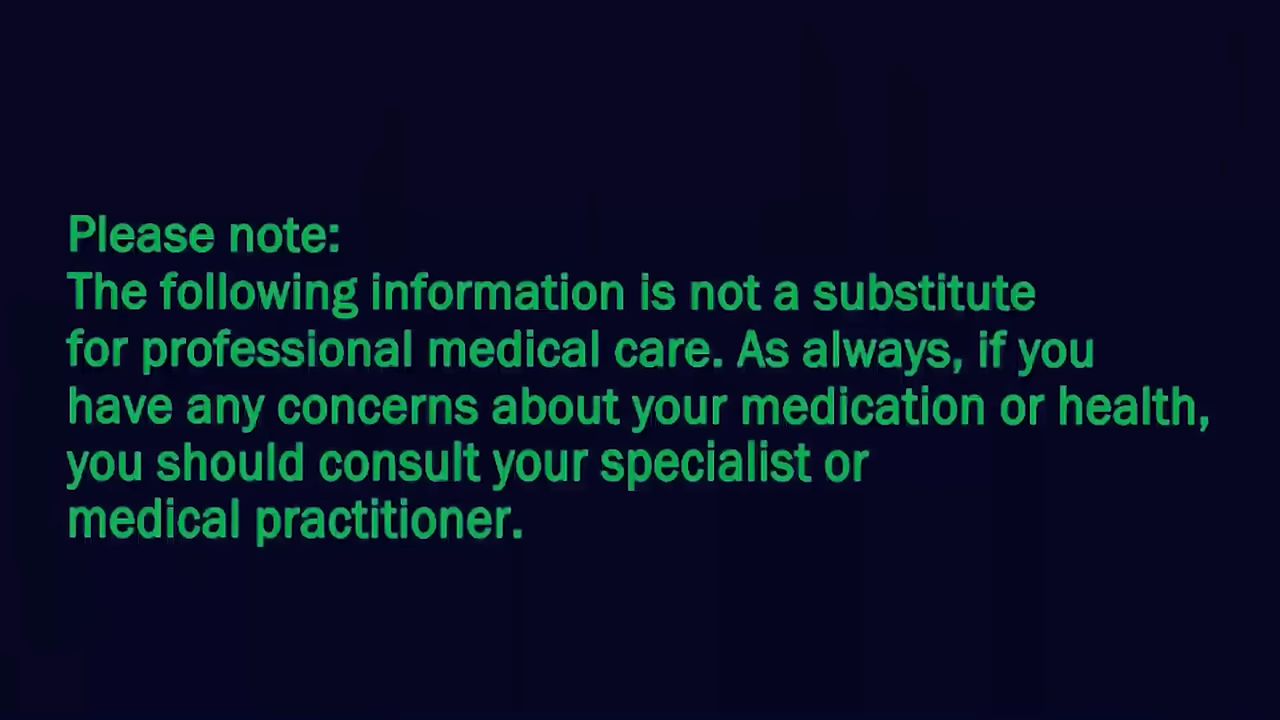 Please note:
The following information is not a substitute
for professional medical care. As always, if you
have any concerns about your medication or health,
you should consult your specialist or
medical practitioner.